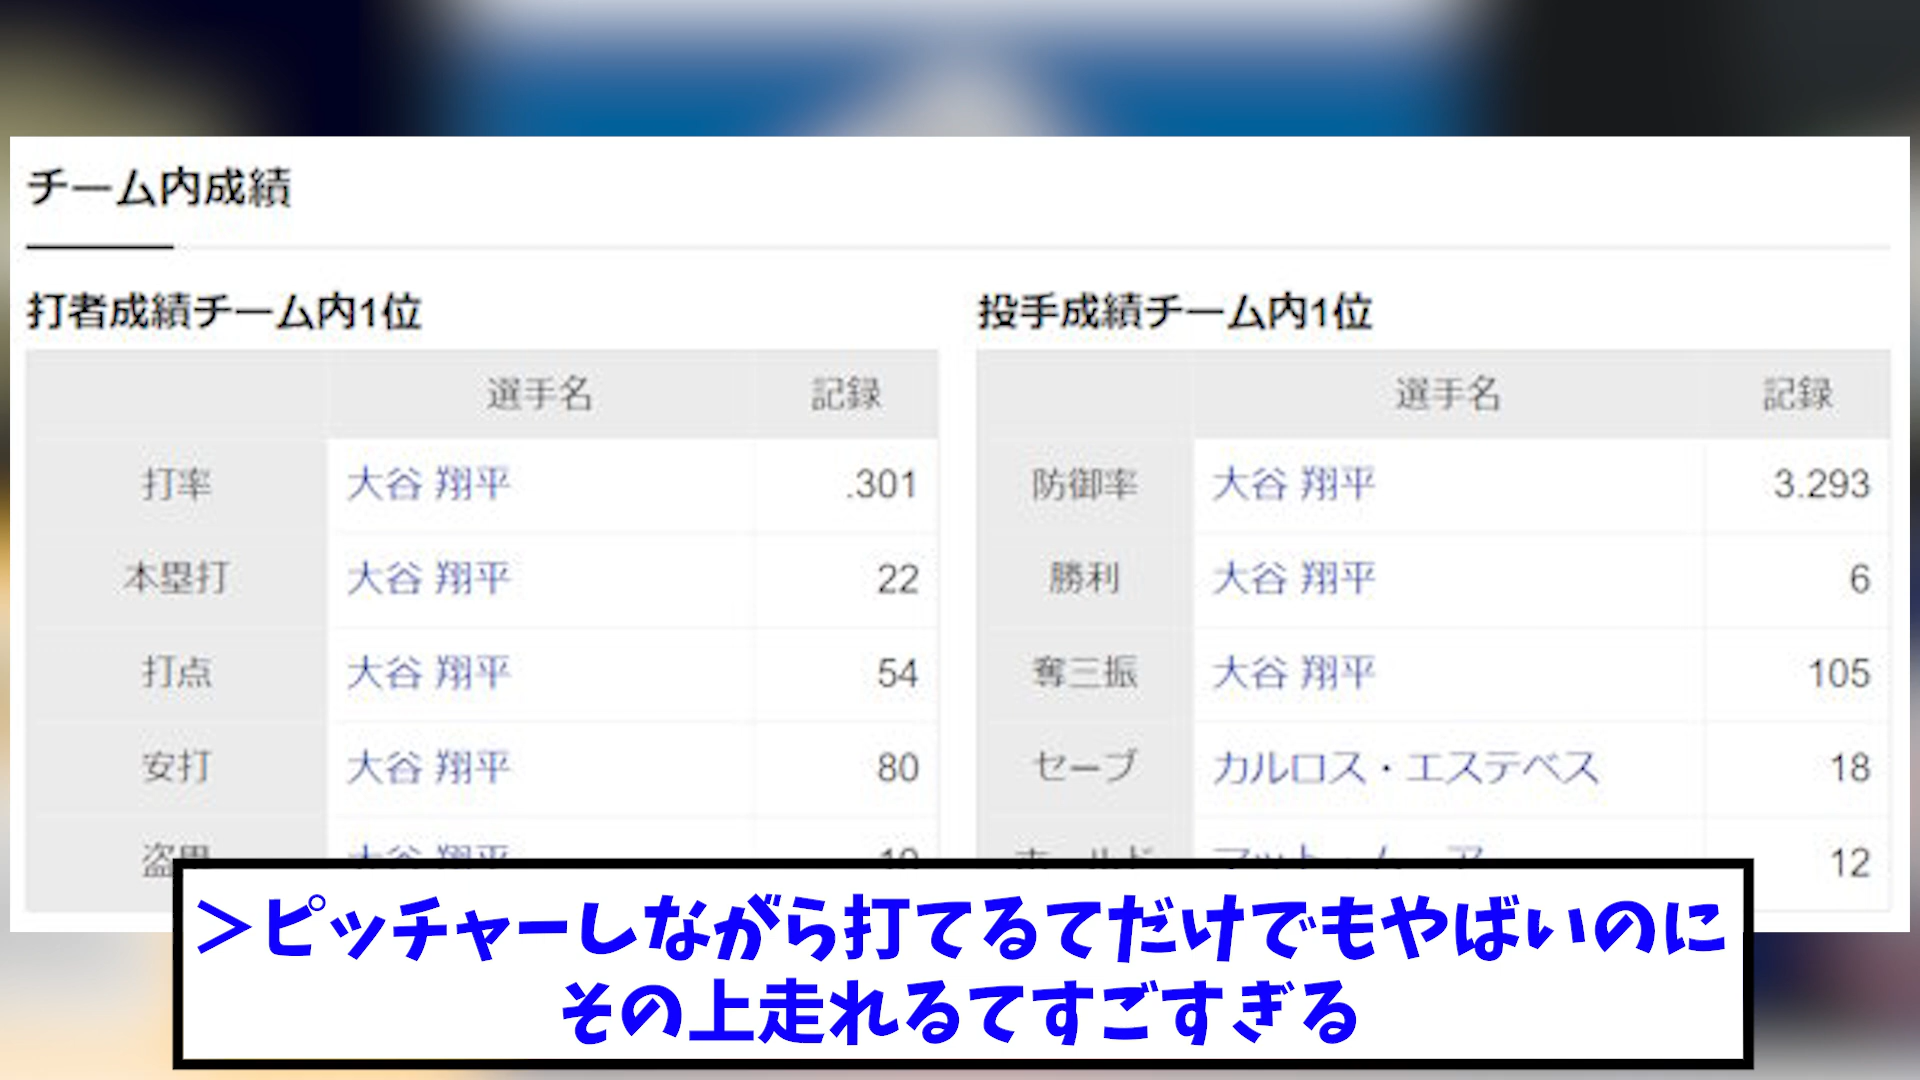 チーム内成績
打者成績チーム内1位
選手名 記録
打率 大谷 翔平 .301
本塁打 大谷 翔平 22
打点 大谷 翔平 54
安打 大谷 翔平 80
大谷 翔平
投手成績チーム内1位
選手名 記録
防御率 大谷 翔平 3.293
勝利 大谷 翔平 6
奪三振 大谷 翔平 105
セーブ カルロス・エステベス 18
12
＞ピッチャーしながら打てるてだけでもやばいのに
その上走れるてすごすぎる